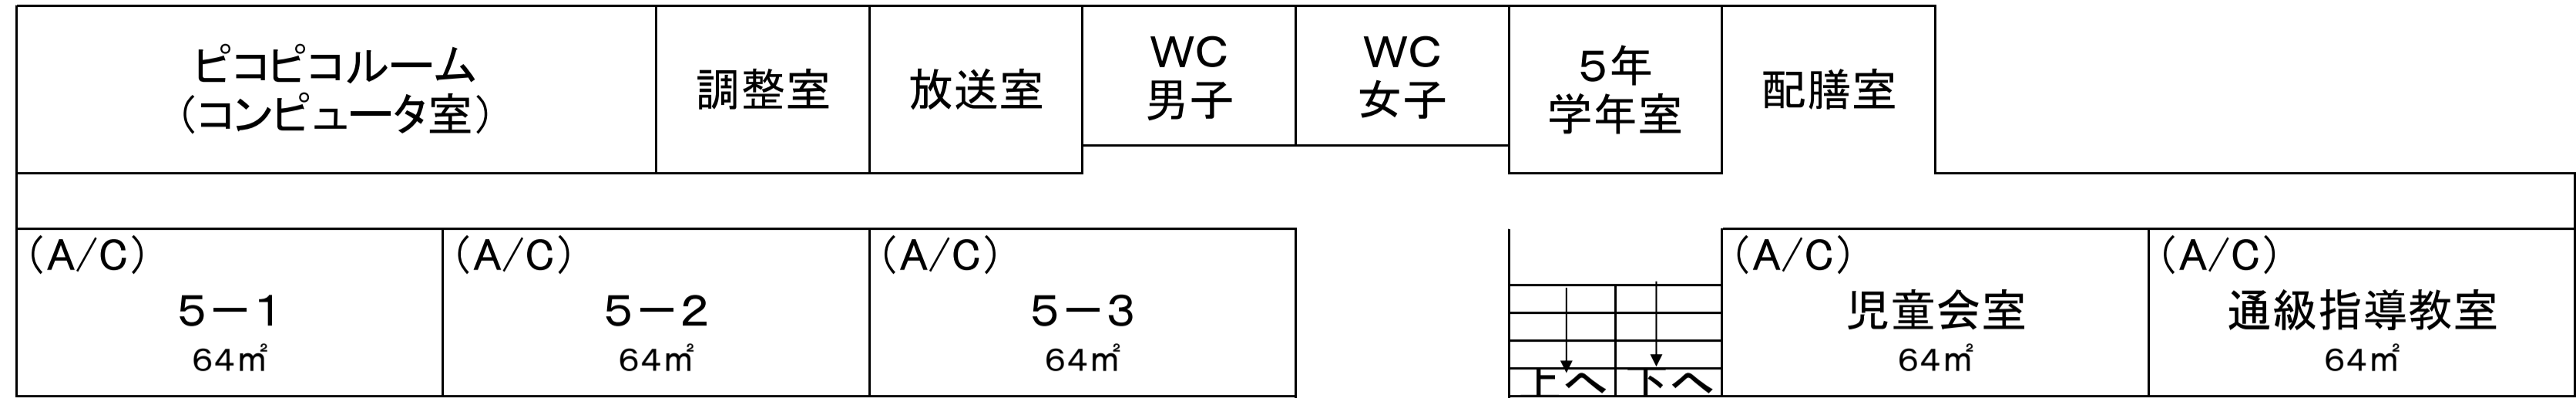 ピコピコルーム
（コンピュータ室）
調整室
放送室
WC
男子
WC
女子
5年
学年室
配膳室
（A/C）
5－1
64㎡
（A/C）
5－2
64㎡
（A/C）
5－3
64㎡
上へ
下へ
（A/C）
児童会室
64㎡
（A/C）
通級指導教室
64㎡